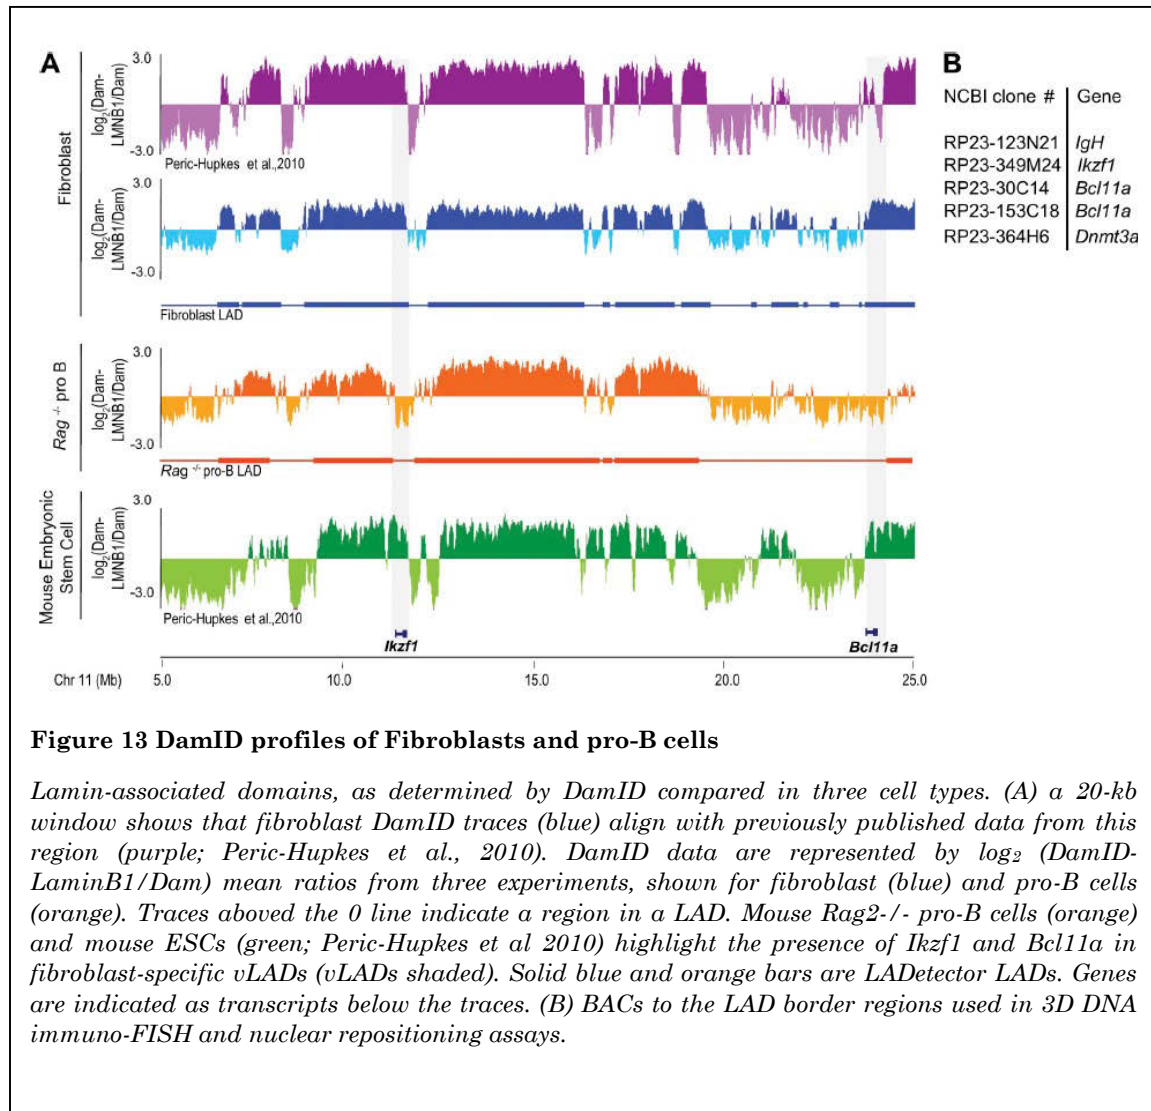 A
B
Fibroblast
log2(Dam-
LMNB1/Dam)
3.0
-3.0
Peric-Hupkes et al.,2010
log2(Dam-
LMNB1/Dam)
3.0
-3.0
Fibroblast LAD
Rag -/- pro B
log2(Dam-
LMNB1/Dam)
3.0
-3.0
Rag -/- pro-B LAD
Mouse Embryonic
Stem Cell
log2(Dam-
LMNB1/Dam)
3.0
-3.0
Peric-Hupkes et al.,2010
Ikzf1
Bcl11a
Chr 11 (Mb)
5.0 10.0 15.0 20.0 25.0
NCBI clone # Gene
RP23-123N21 IgH
RP23-349M24 Ikzf1
RP23-30C14 Bcl11a
RP23-153C18 Bcl11a
RP23-364H6 Dnmt3a
Figure 13 DamID profiles of Fibroblasts and pro-B cells
Lamin-associated domains, as determined by DamID compared in three cell types. (A) a 20-kb
window shows that fibroblast DamID traces (blue) align with previously published data from this
region (purple; Peric-Hupkes et al., 2010). DamID data are represented by log2 (DamID-
LaminB1/Dam) mean ratios from three experiments, shown for fibroblast (blue) and pro-B cells
(orange). Traces aboved the 0 line indicate a region in a LAD. Mouse Rag2-/- pro-B cells (orange)
and mouse ESCs (green; Peric-Hupkes et al 2010) highlight the presence of Ikzf1 and Bcl11a in
fibroblast-specific vLADs (vLADs shaded). Solid blue and orange bars are LADetector LADs. Genes
are indicated as transcripts below the traces. (B) BACs to the LAD border regions used in 3D DNA
immuno-FISH and nuclear repositioning assays.